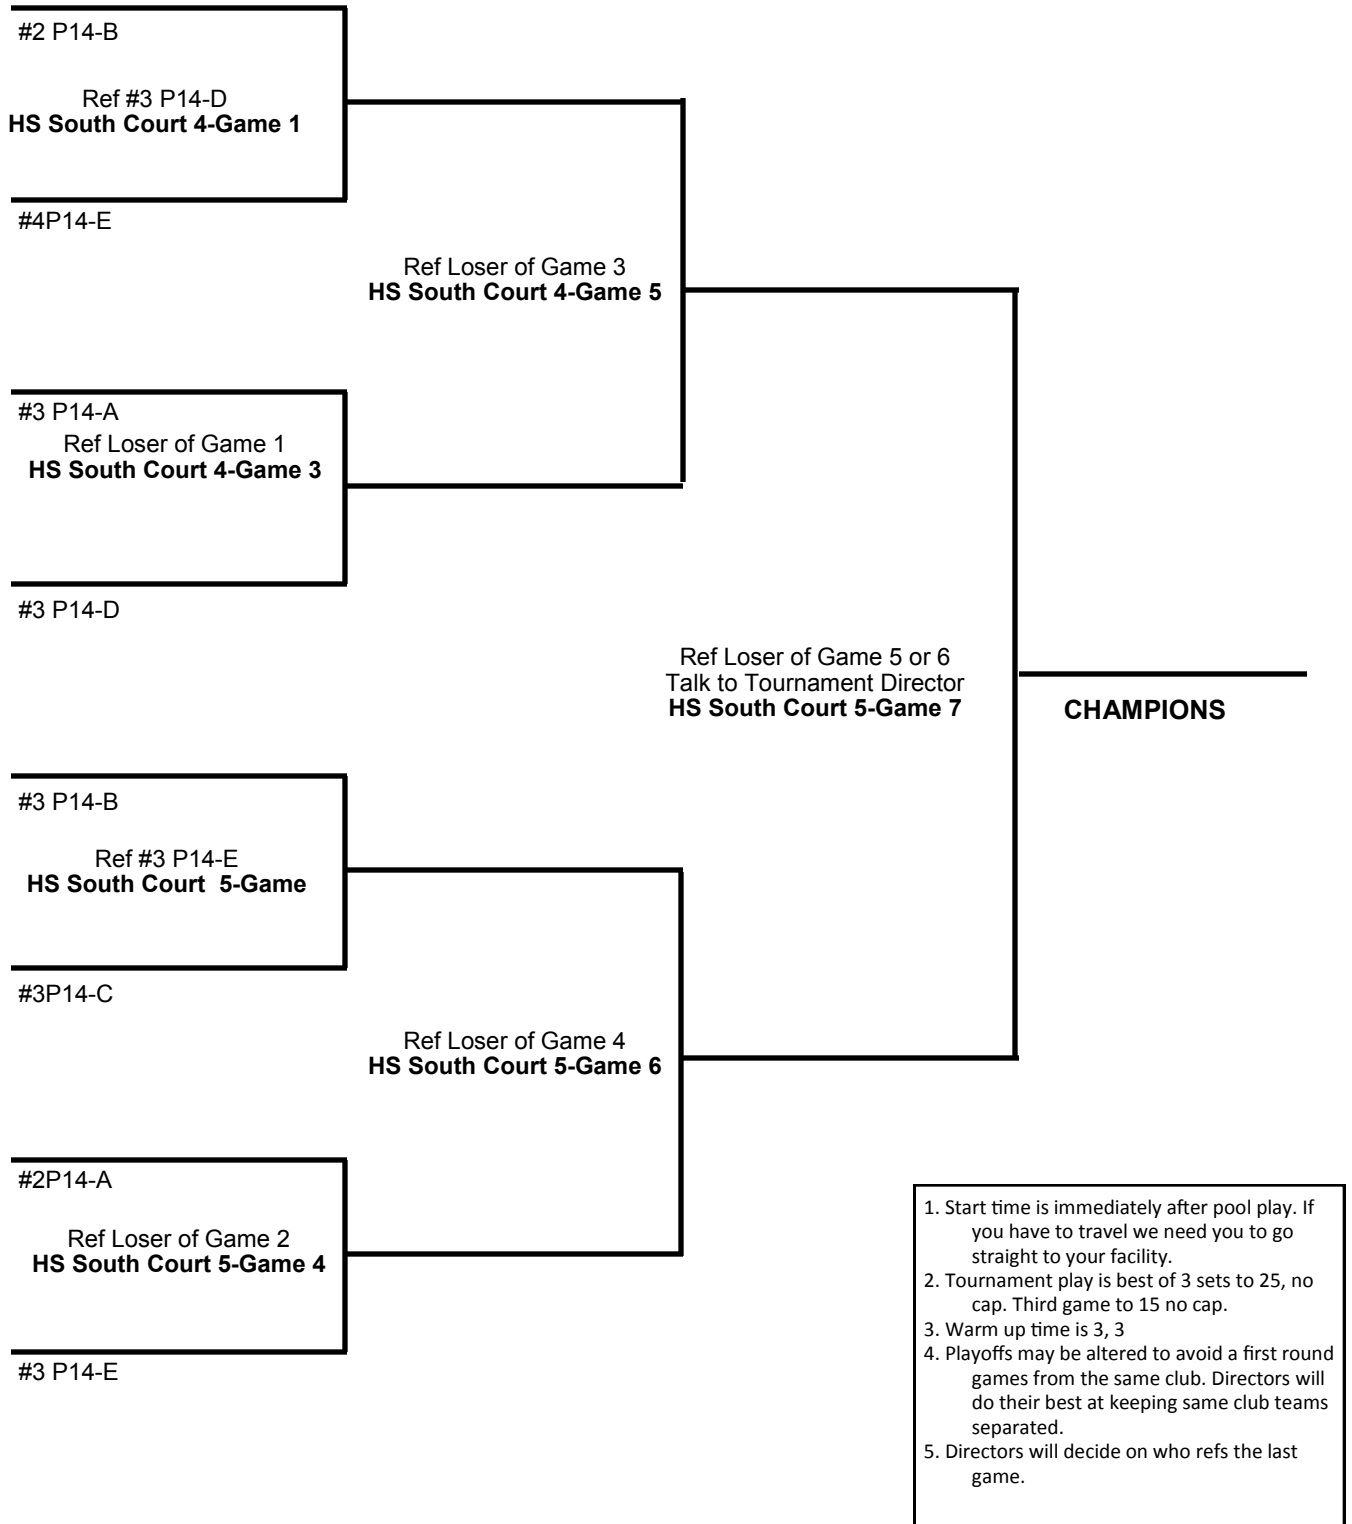 #2 P14-B
Ref #3 P14-D
HS South Court 4-Game 1
#4P14-E
Ref Loser of Game 3
HS South Court 4-Game 5
#3 P14-A
Ref Loser of Game 1
HS South Court 4-Game 3
#3 P14-D
Ref Loser of Game 5 or 6
Talk to Tournament Director
HS South Court 5-Game 7
CHAMPIONS
#3 P14-B
Ref #3 P14-E
HS South Court  5-Game
#3P14-C
Ref Loser of Game 4
HS South Court 5-Game 6
#2P14-A
Ref Loser of Game 2
HS South Court 5-Game 4
#3 P14-E
1. Start time is immediately after pool play. If
you have to travel we need you to go
straight to your facility.
2. Tournament play is best of 3 sets to 25, no
cap. Third game to 15 no cap.
3. Warm up time is 3, 3
4. Playoffs may be altered to avoid a first round
games from the same club. Directors will
do their best at keeping same club teams
separated.
5. Directors will decide on who refs the last
game.